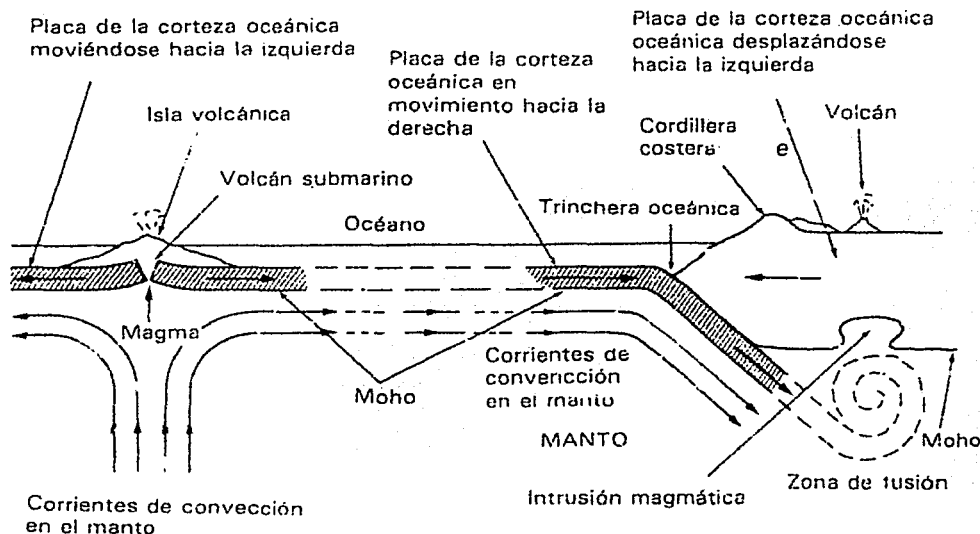 Placa de la corteza oceánica
moviéndose hacia la izquierda
Isla volcánica
Volcán submarino
Placa de la corteza
oceánica en
movimiento hacia la
derecha
Placa de la corteza occánica
oceánica desplazándose
hacia la izquierda
Volcán
Cordillera
costera
e
Océano
Trinchera oceánica
Magma
Moho
Corrientes de
convericción
en el manto
MANTO
Moho
Intrusión magmática
Zona de fusión
Corrientes de convección
en el manto